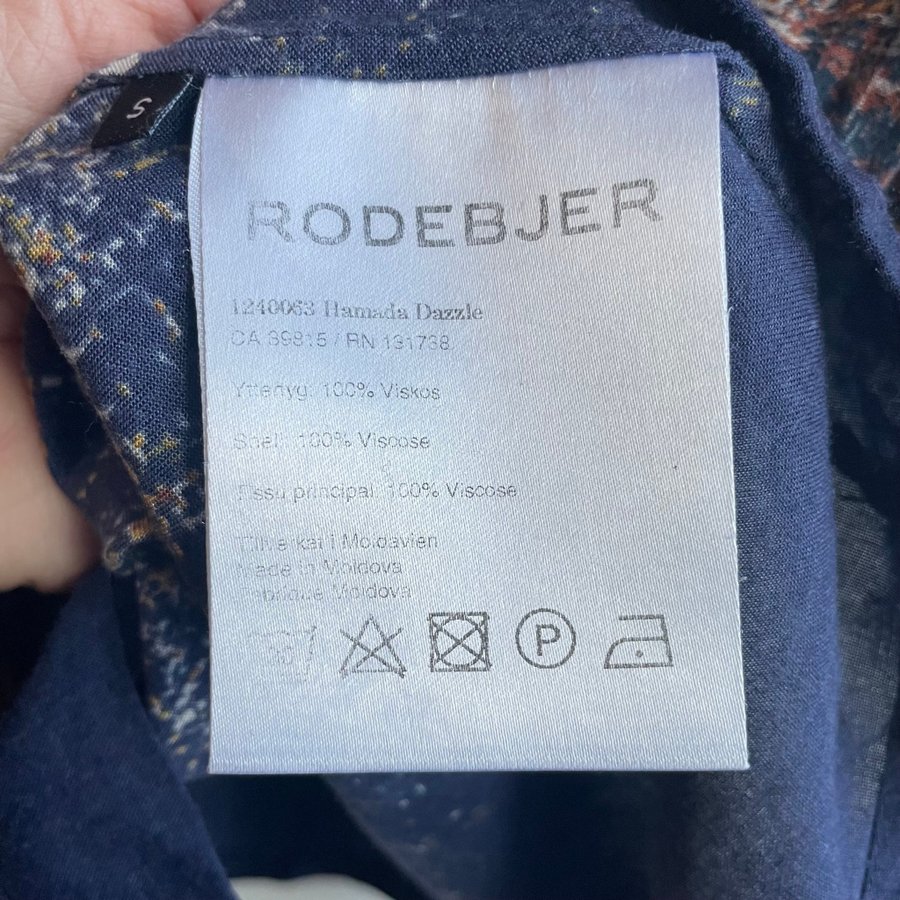 S
RODEBJER
1240063 Hamada Dazzle
CA 39815 / RN 131738
Yttertyg: 100% Viskos
Shell: 100% Viscose
Tissu principal: 100% Viscose
Tillverkat i Moldavien
Made in Moldova
Fabriqué Moldova
P